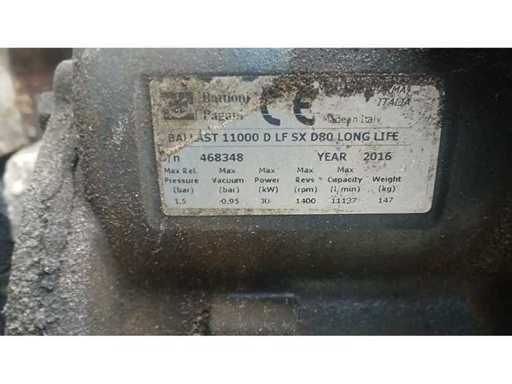 Battioni
Pagani
CE
Made in Italy
ITALIA
BALLAST 11000 D LF SX D80 LONG LIFE
468348 YEAR 2016
Max Rel. Max Max Max Max Weight
Pressure Vacuum Power Revs Capacity (kg)
(bar) (bar) (kW) (rpm) (l/min)
1.5 -0.95 30 1400 11137 147